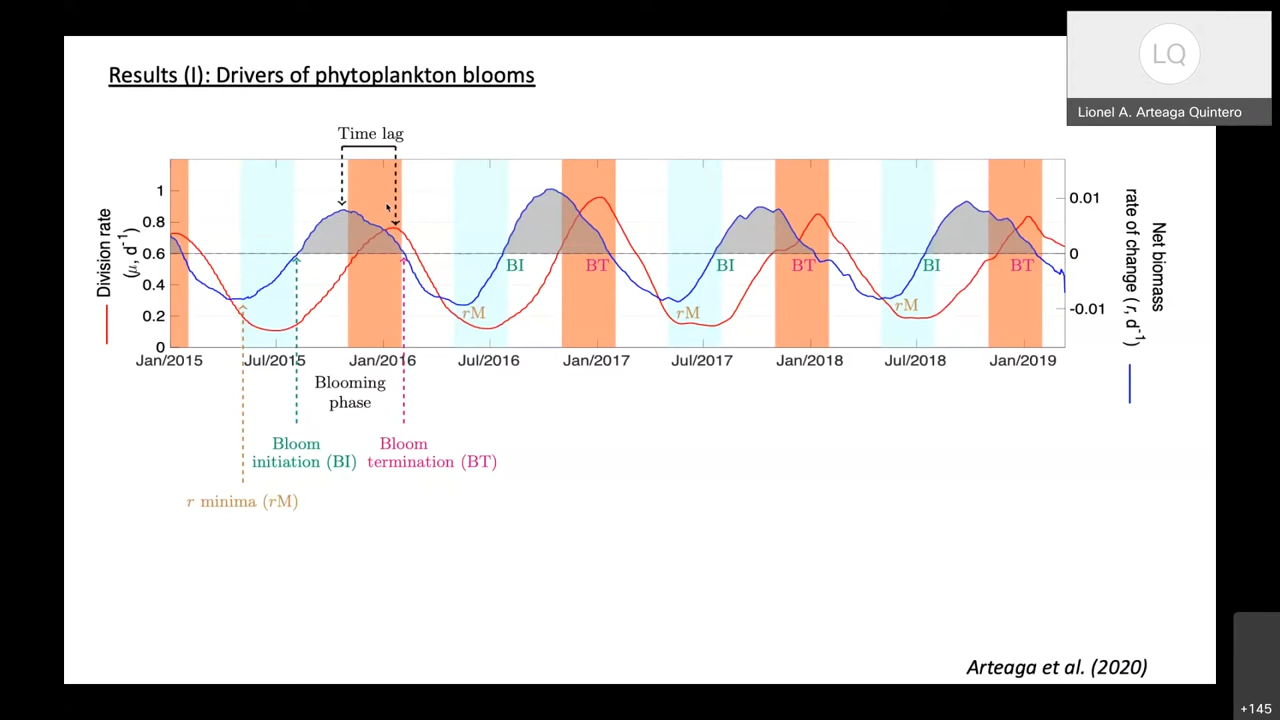 LQ
Lionel A. Arteaga Quintero
Results (I): Drivers of phytoplankton blooms
Time lag
Division rate
(μ, d⁻¹)
1
0.8
0.6
0.4
0.2
0
0.01
0
-0.01
Net biomass
rate of change (r, d⁻¹)
BI
BT
BI
BT
BI
BT
rM
rM
rM
Jan/2015
Jul/2015
Jan/2016
Jul/2016
Jan/2017
Jul/2017
Jan/2018
Jul/2018
Jan/2019
Blooming
phase
Bloom
initiation (BI)
Bloom
termination (BT)
r minima (rM)
Arteaga et al. (2020)
+145